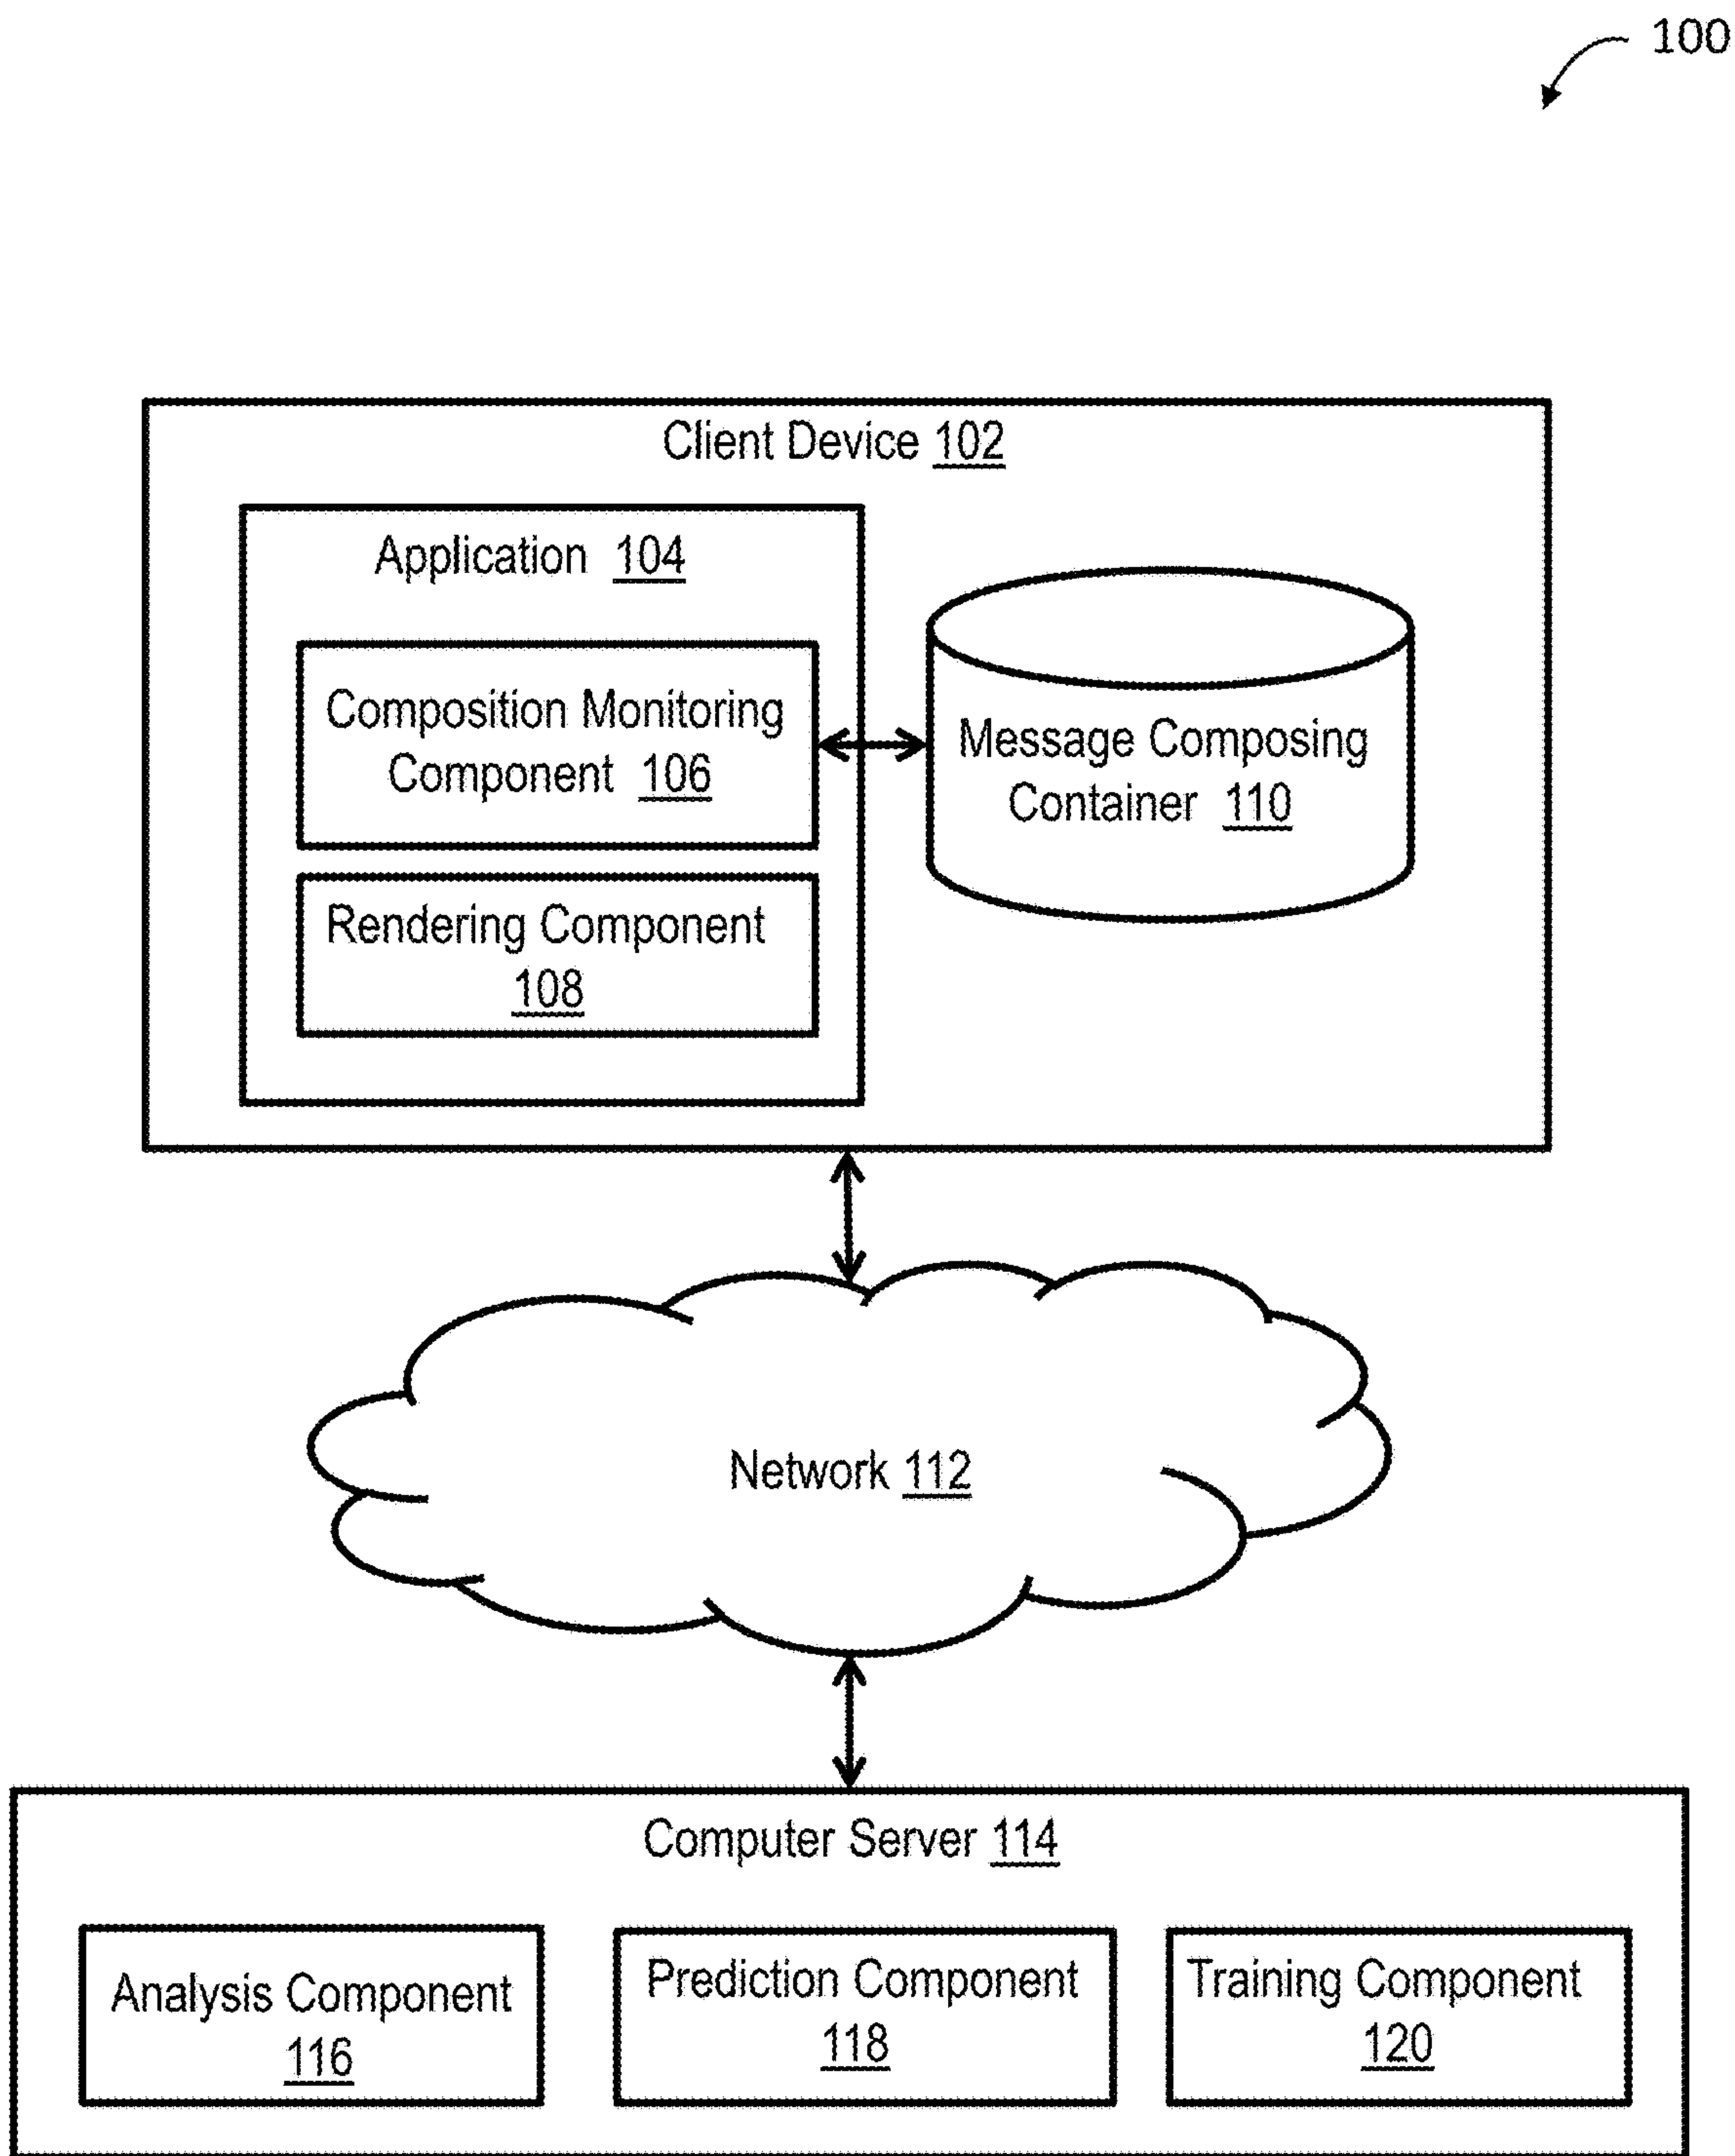 100
Client Device 102
Application 104
Composition Monitoring
Component 106
Message Composing
Container 110
Rendering Component
108
Network 112
Computer Server 114
Analysis Component
116
Prediction Component
118
Training Component
120